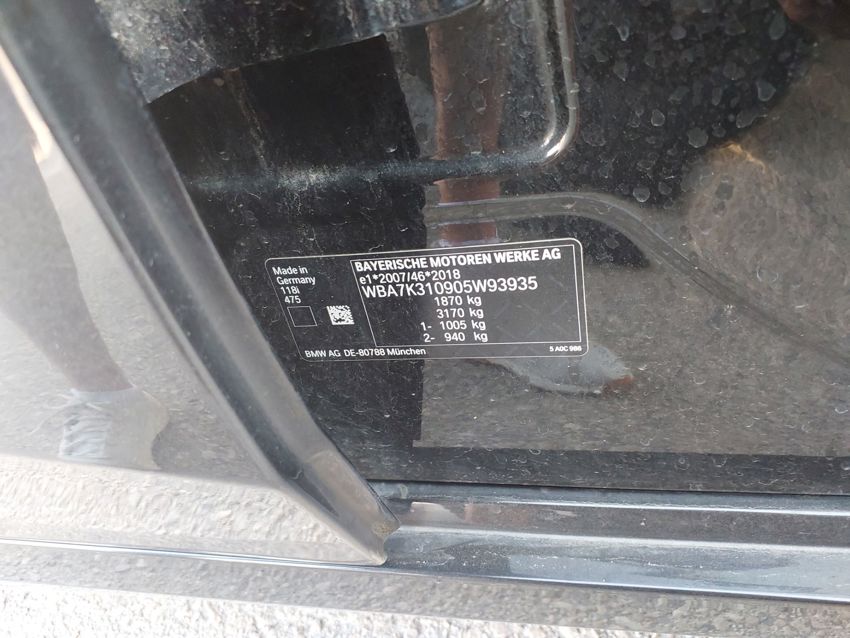 BAYERISCHE MOTOREN WERKE AG
e1*2007/46*2018
WBA7K310905W93935
1870 kg
3170 kg
1- 1005 kg
2- 940 kg
Made in
Germany
118i
475
BMW AG DE-80788 München
5 A0C 986